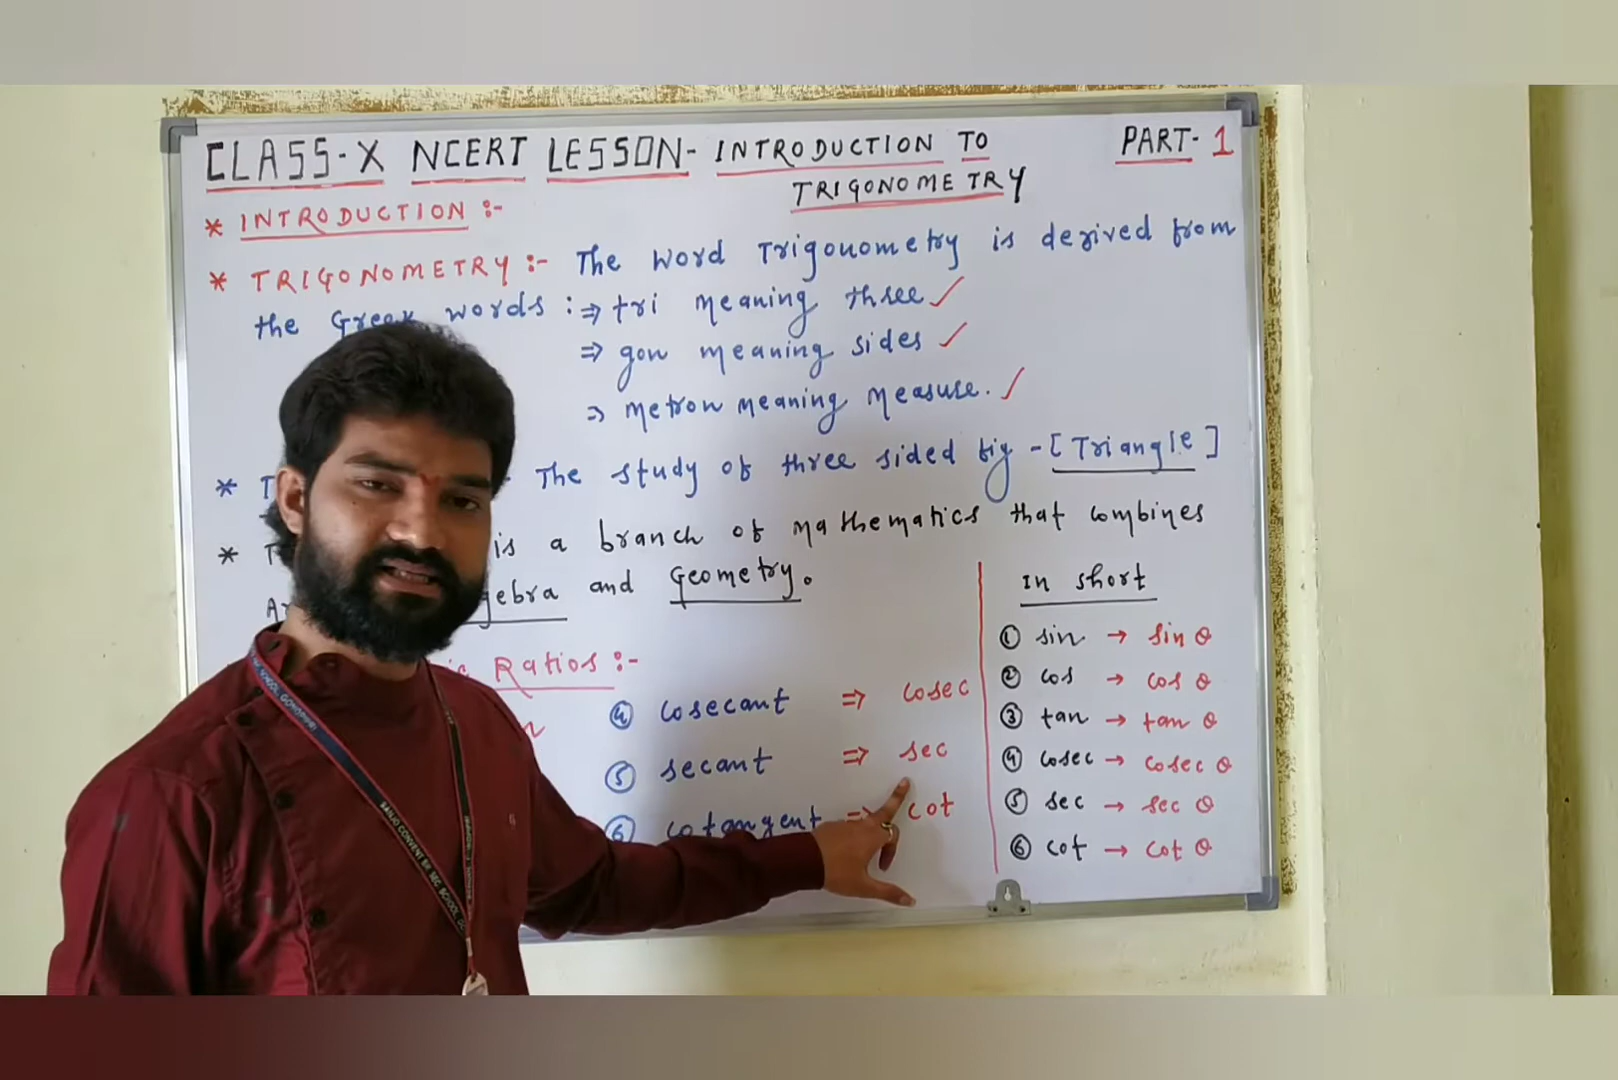 CLASS-X NCERT LESSON- INTRODUCTION TO PART-1
TRIGONOMETRY
* INTRODUCTION :-
* TRIGONOMETRY :- The word Trigonometry is derived from
the Greek words : ⇒ tri meaning three ✓
⇒ gon meaning sides ✓
⇒ metron meaning measure. ✓
* The study of three sided fig - [Triangle]
* is a branch of mathematics that combines
and Geometry.
Ratios :-
④ cosecant ⇒ cosec
⑤ secant ⇒ sec
⑥ cotangent ⇒ cot
In short
① sin → sin θ
② cos → cos θ
③ tan → tan θ
④ cosec → cosec θ
⑤ sec → sec θ
⑥ cot → cot θ